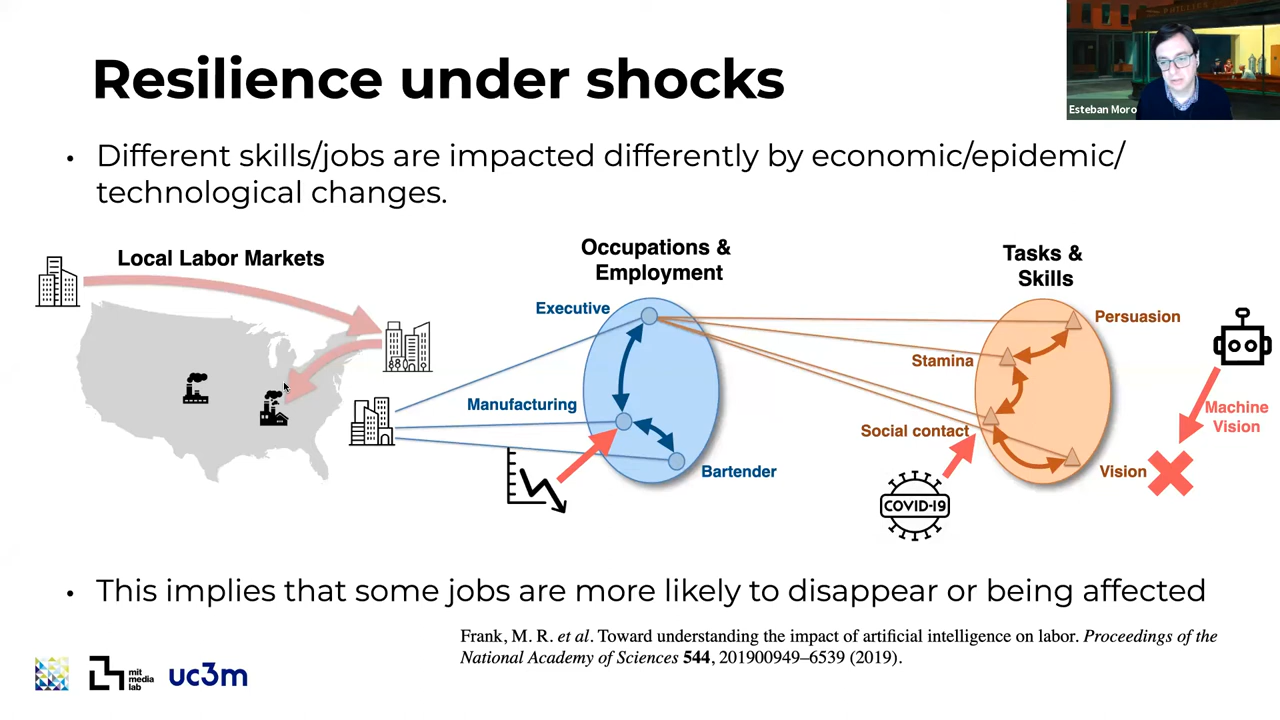 Resilience under shocks
Esteban Moro
• Different skills/jobs are impacted differently by economic/epidemic/
technological changes.
Local Labor Markets
Occupations &
Employment
Tasks &
Skills
Executive
Manufacturing
Bartender
Persuasion
Stamina
Social contact
Vision
Machine
Vision
COVID-19
• This implies that some jobs are more likely to disappear or being affected
Frank, M. R. et al. Toward understanding the impact of artificial intelligence on labor. Proceedings of the
National Academy of Sciences 544, 201900949–6539 (2019).
mit
media
lab
uc3m